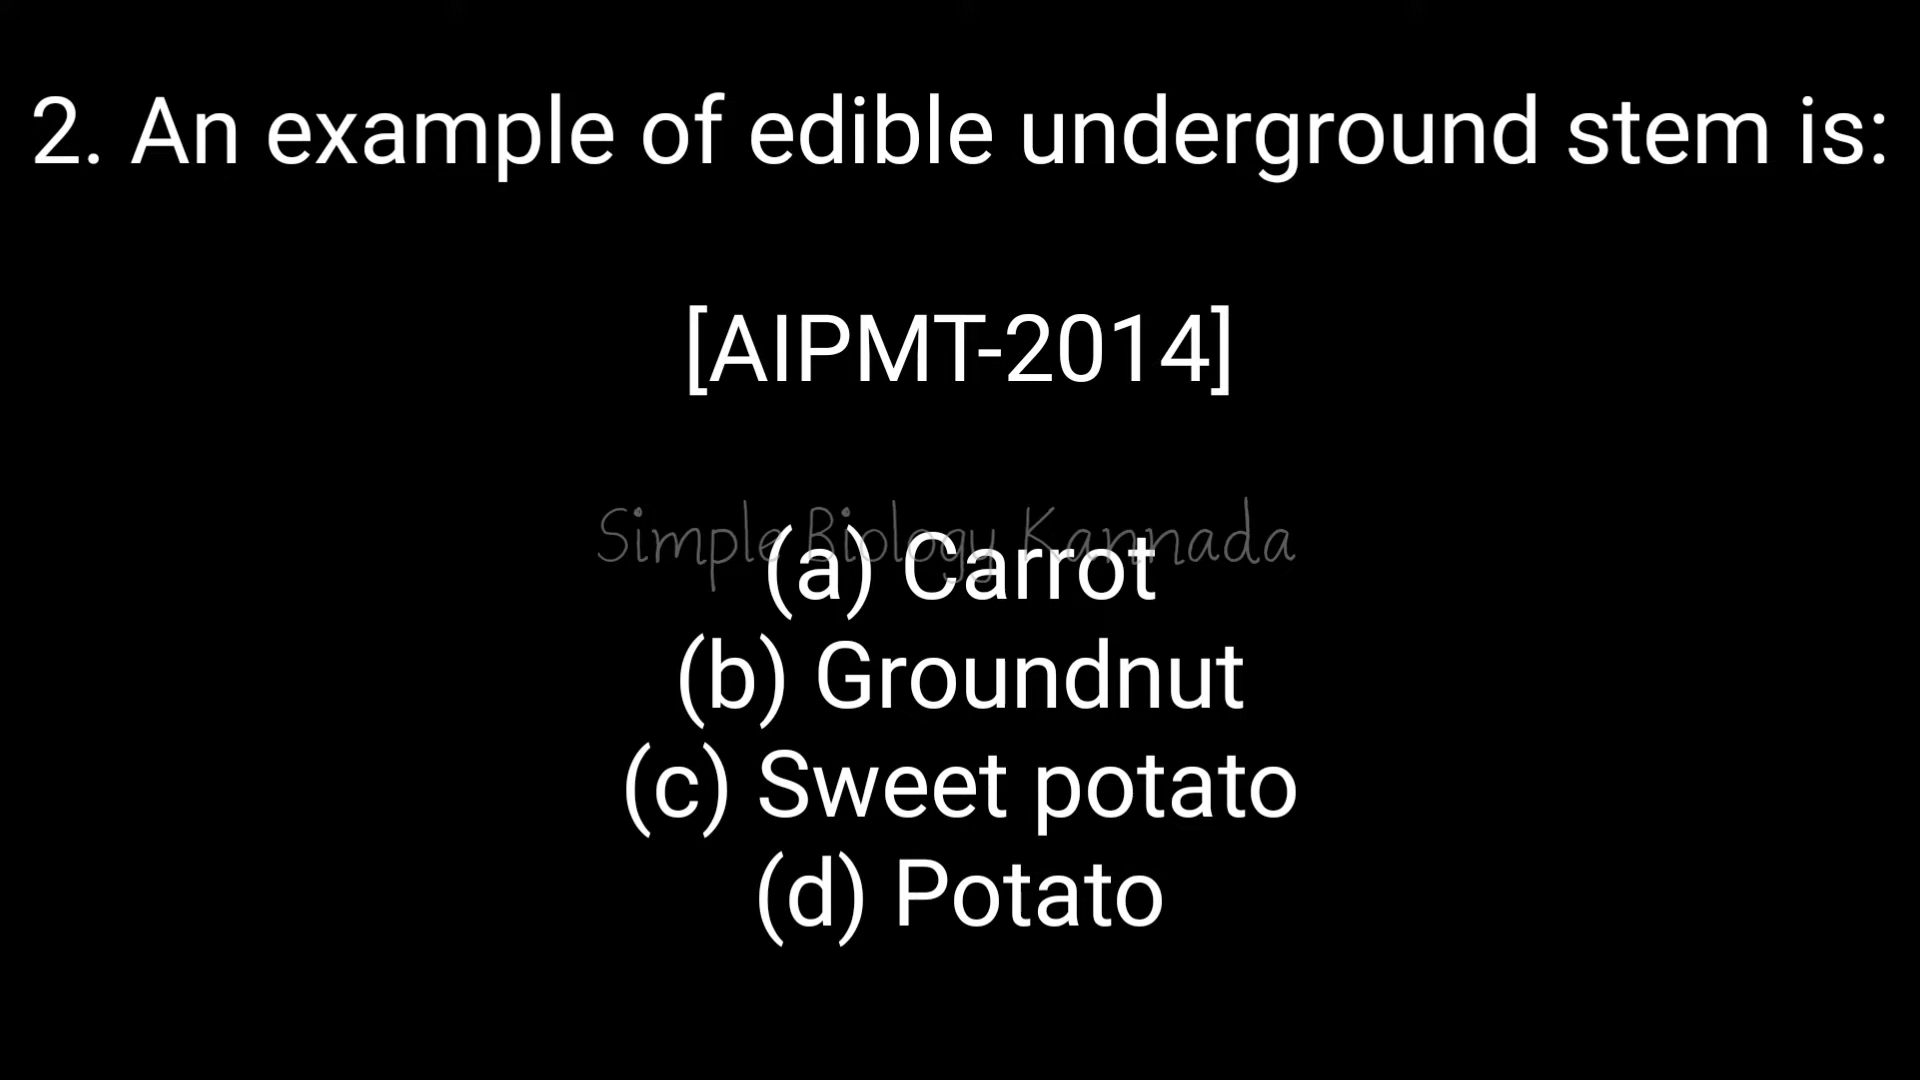 2. An example of edible underground stem is:
[AIPMT-2014]
Simple Biology Kannada
(a) Carrot
(b) Groundnut
(c) Sweet potato
(d) Potato